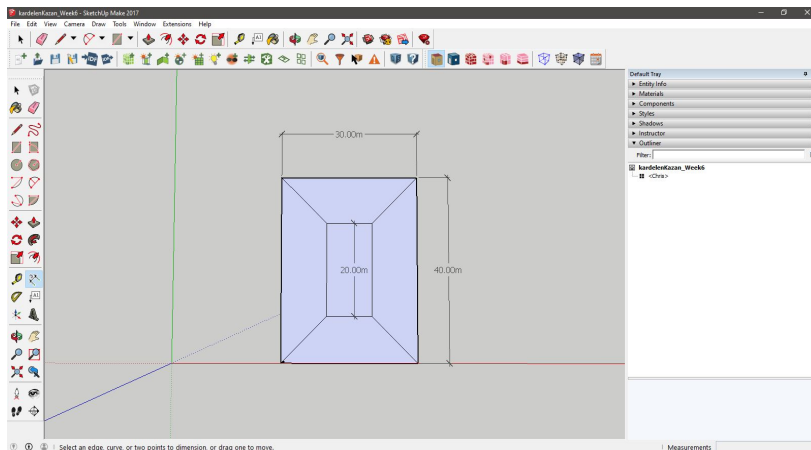 kardelenKazan_Week6 - SketchUp Make 2017
File Edit View Camera Draw Tools Window Extensions Help
Default Tray
Entity Info
Materials
Components
Styles
Shadows
Instructor
Outliner
Filter:
kardelenKazan_Week6
<Chris>
30.00m
20.00m
40.00m
Select an edge, curve, or two points to dimension, or drag one to move.
Measurements